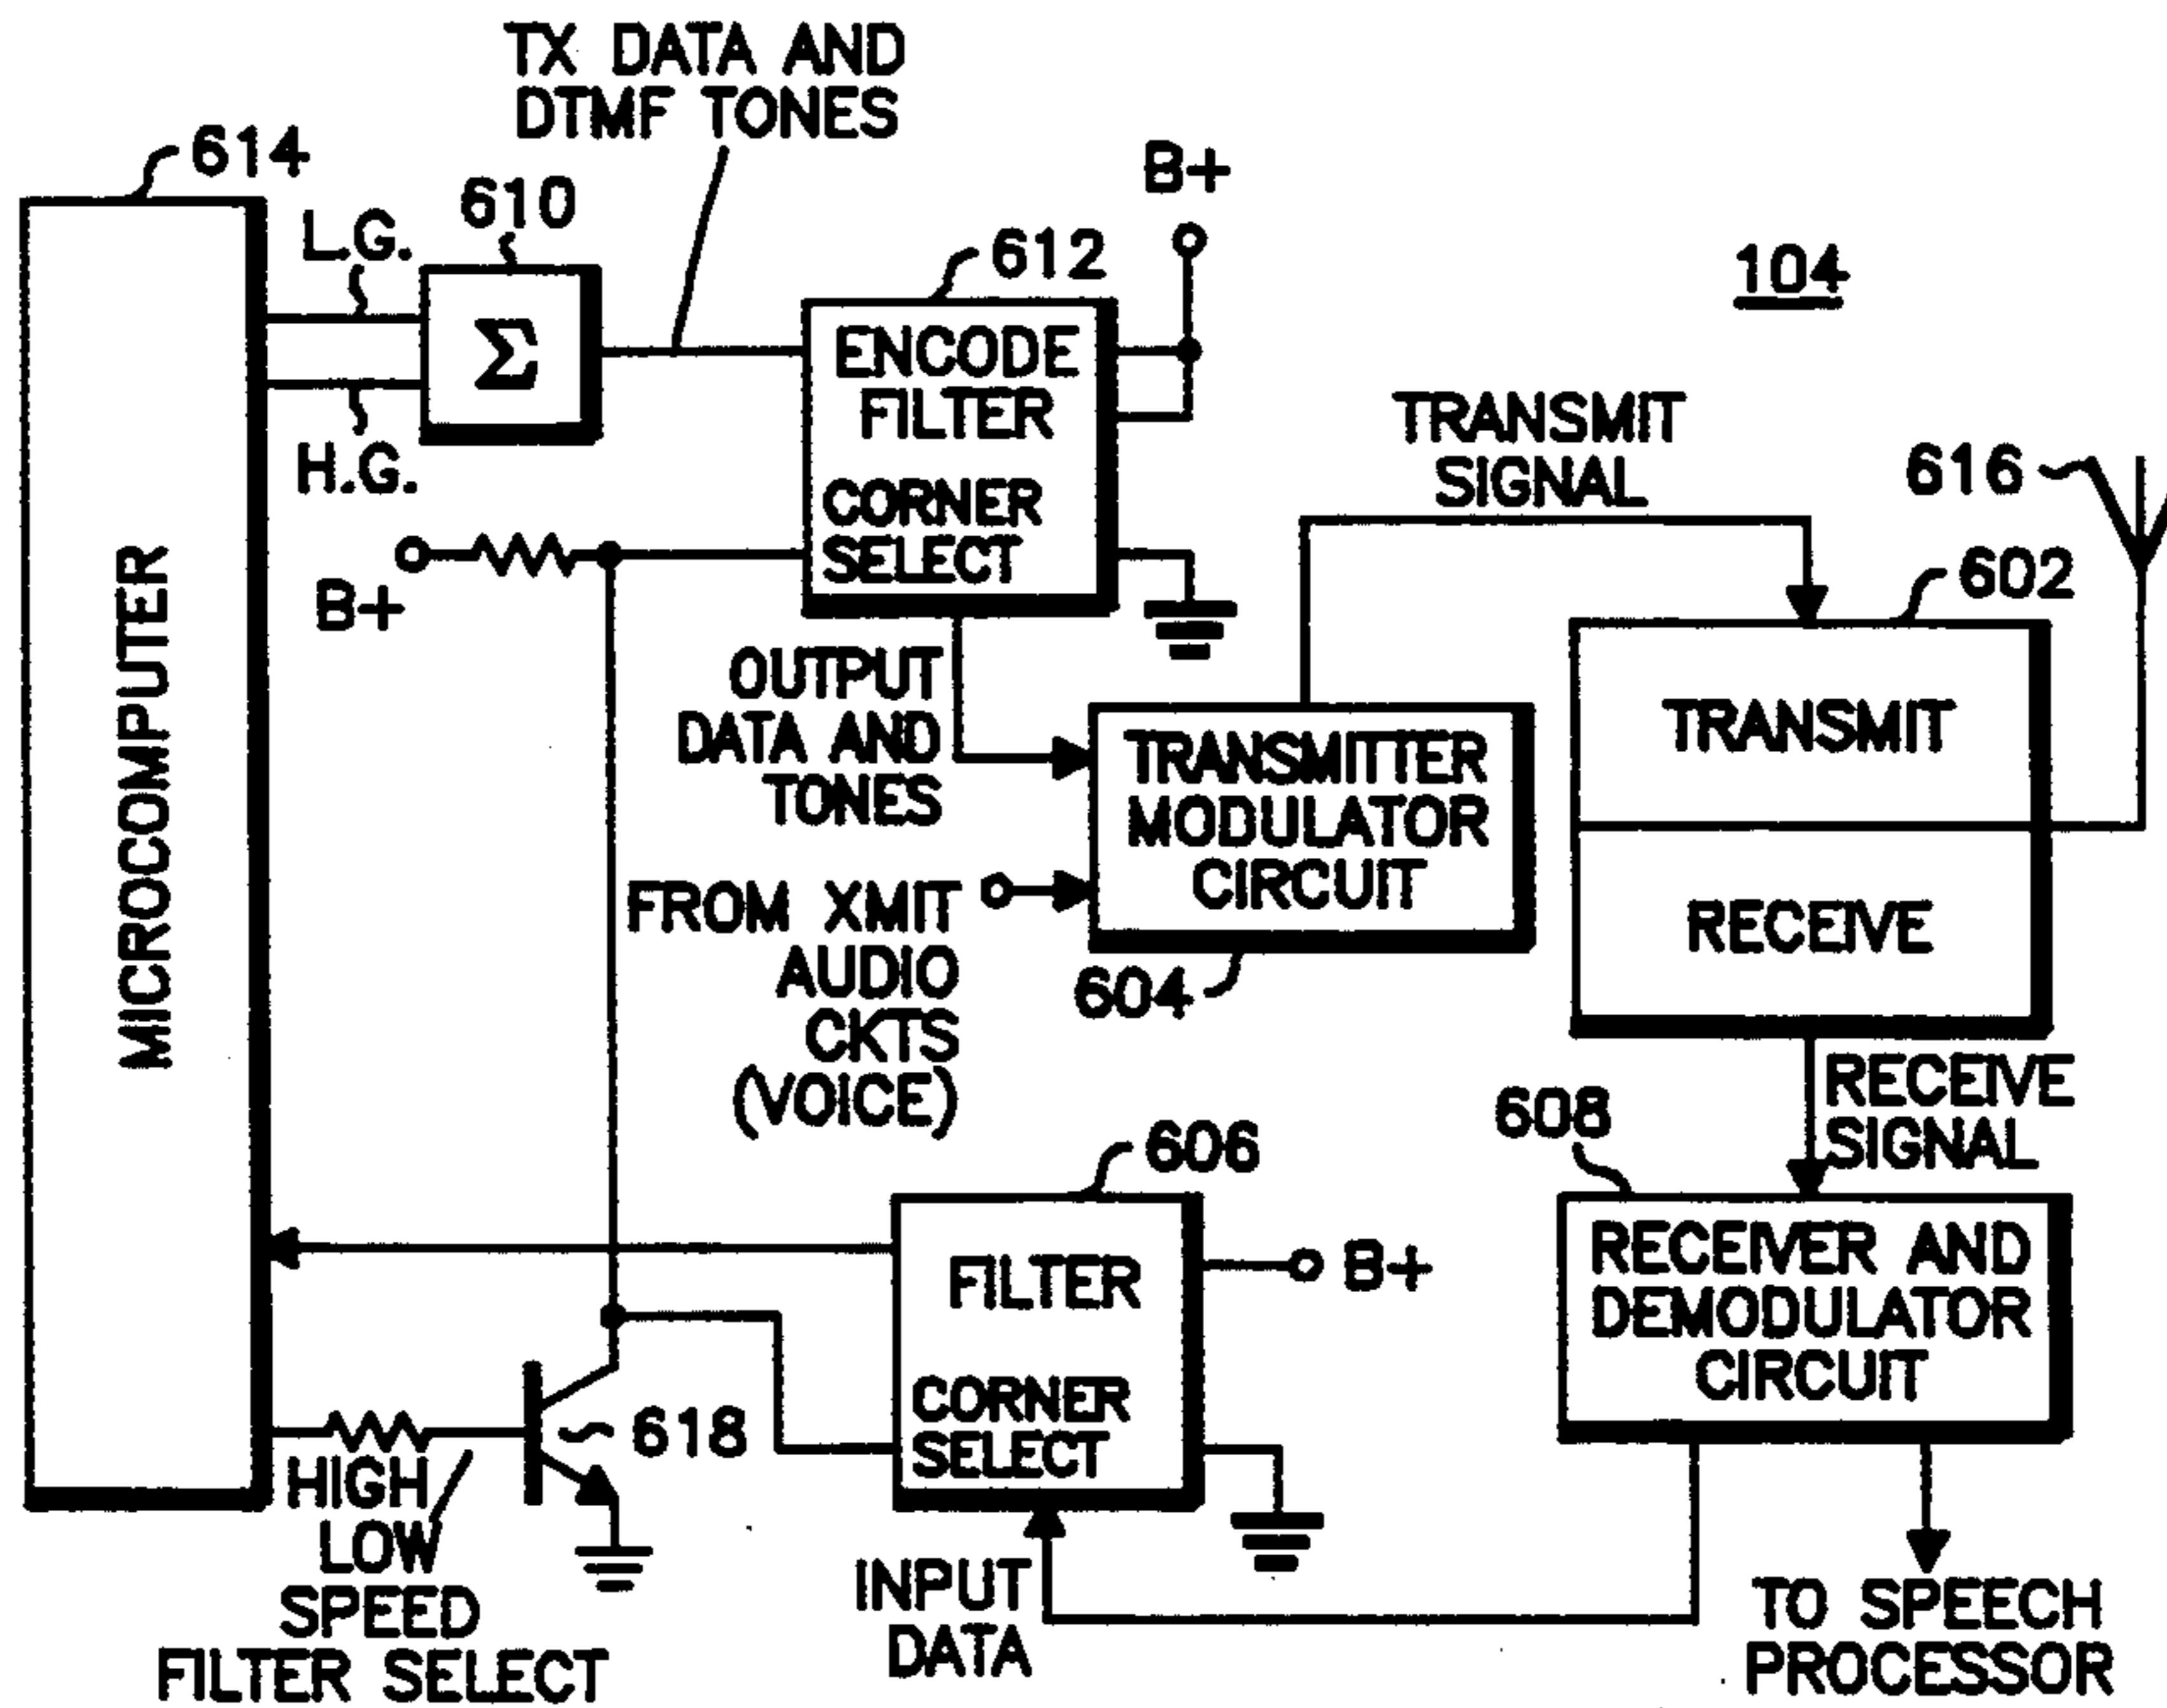 TX DATA AND
DTMF TONES
614
L.G.
610
612
B+
104
Σ
H.G.
ENCODE
FILTER
CORNER
SELECT
B+
TRANSMIT
SIGNAL
616
602
MICROCOMPUTER
OUTPUT
DATA AND
TONES
TRANSMITTER
MODULATOR
CIRCUIT
TRANSMIT
RECEIVE
FROM XMIT
AUDIO
CKTS
(VOICE)
604
RECEIVE
SIGNAL
606
608
FILTER
CORNER
SELECT
B+
RECEIVER AND
DEMODULATOR
CIRCUIT
618
HIGH
LOW
SPEED
FILTER SELECT
INPUT
DATA
TO SPEECH
PROCESSOR